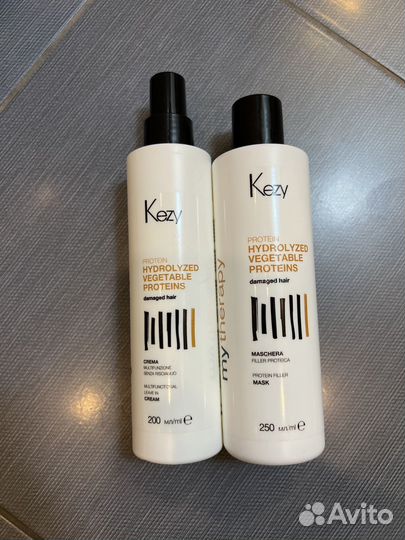 Kezy
PROTEIN
HYDROLYZED
VEGETABLE
PROTEINS
damaged hair
CREMA
MULTIFUNZIONE
SENZA RISCIACQUO
MULTIFUNCTIONAL
LEAVE IN
CREAM
200 мл/ml ℮
my therapy
Kezy
PROTEIN
HYDROLYZED
VEGETABLE
PROTEINS
damaged hair
MASCHERA
FILLER PROTEICA
PROTEIN FILLER
MASK
250 мл/ml ℮
Avito